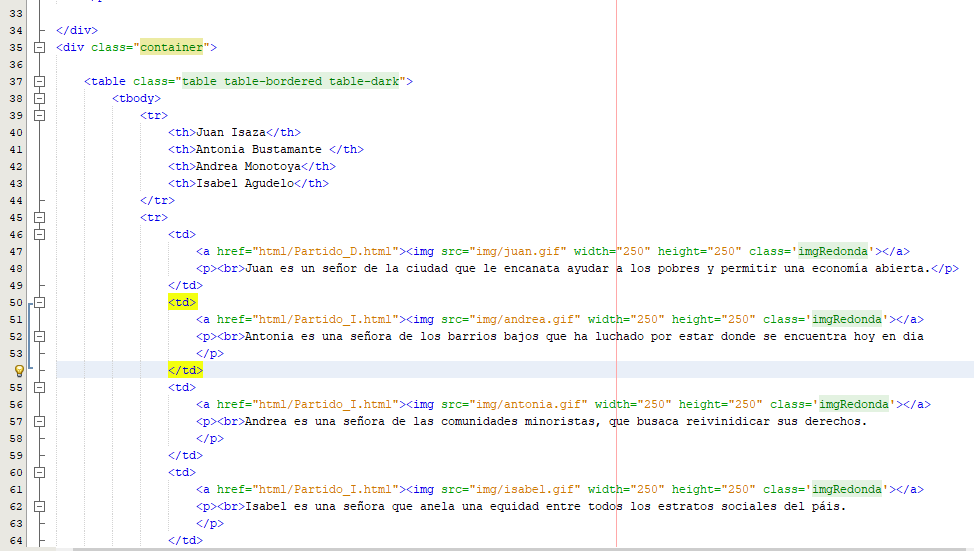 33
34 </div>
35 <div class="container">
36
37 <table class="table table-bordered table-dark">
38 <tbody>
39 <tr>
40 <th>Juan Isaza</th>
41 <th>Antonia Bustamante </th>
42 <th>Andrea Monotoya</th>
43 <th>Isabel Agudelo</th>
44 </tr>
45 <tr>
46 <td>
47 <a href="html/Partido_D.html"><img src="img/juan.gif" width="250" height="250" class='imgRedonda'></a>
48 <p><br>Juan es un señor de la ciudad que le encanata ayudar a los pobres y permitir una economía abierta.</p>
49 </td>
50 <td>
51 <a href="html/Partido_I.html"><img src="img/andrea.gif" width="250" height="250" class='imgRedonda'></a>
52 <p><br>Antonia es una señora de los barrios bajos que ha luchado por estar donde se encuentra hoy en día
53 </p>
</td>
55 <td>
56 <a href="html/Partido_I.html"><img src="img/antonia.gif" width="250" height="250" class='imgRedonda'></a>
57 <p><br>Andrea es una señora de las comunidades minoristas, que busaca reivinidicar sus derechos.
58 </p>
59 </td>
60 <td>
61 <a href="html/Partido_I.html"><img src="img/isabel.gif" width="250" height="250" class='imgRedonda'></a>
62 <p><br>Isabel es una señora que anela una equidad entre todos los estratos sociales del páis.
63 </p>
64 </td>